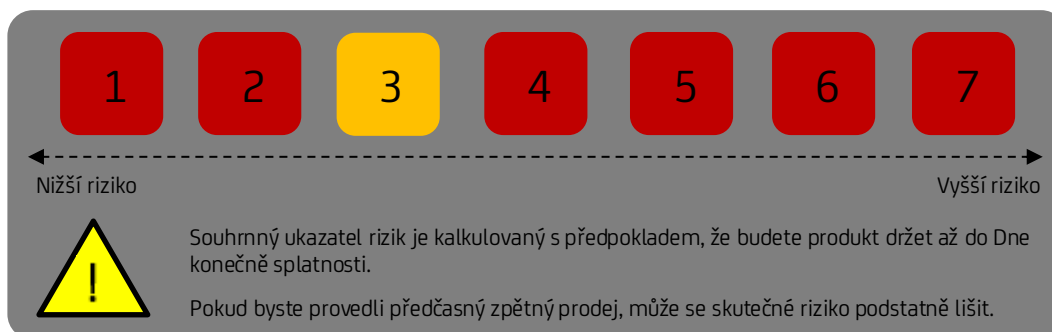 1 2 3 4 5 6 7
Nižší riziko Vyšší riziko
!
Souhrnný ukazatel rizik je kalkulovaný s předpokladem, že budete produkt držet až do Dne
konečně splatnosti.
Pokud byste provedli předčasný zpětný prodej, může se skutečné riziko podstatně lišit.